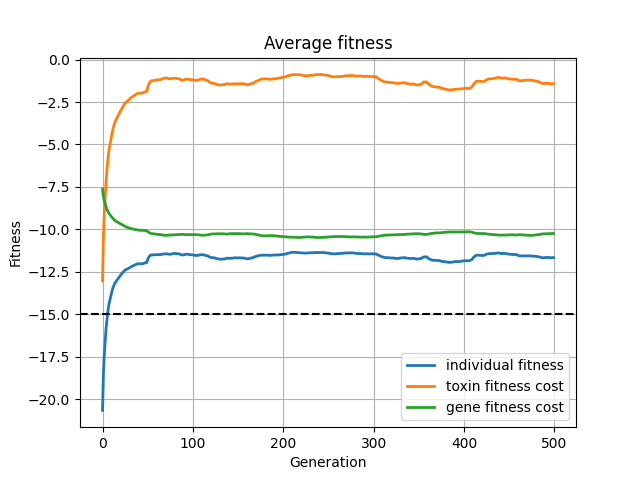 Average fitness
Fitness
0.0
−2.5
−5.0
−7.5
−10.0
−12.5
−15.0
−17.5
−20.0
individual fitness
toxin fitness cost
gene fitness cost
0 100 200 300 400 500
Generation